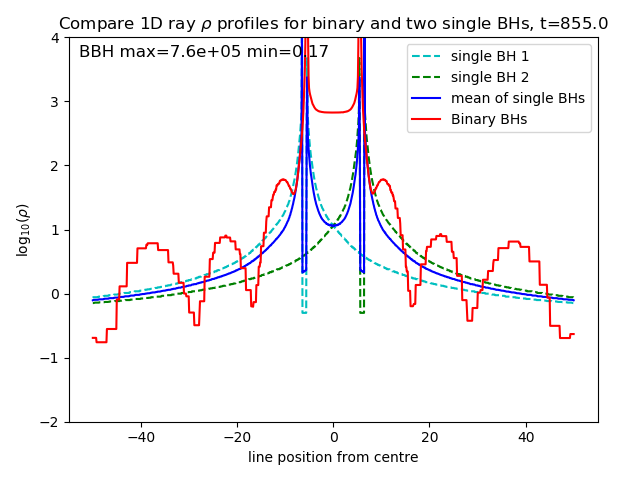 Compare 1D ray ρ profiles for binary and two single BHs, t=855.0
BBH max=7.6e+05 min=0.17
single BH 1
single BH 2
mean of single BHs
Binary BHs
4
3
2
1
0
−1
−2
log₁₀(ρ)
−40 −20 0 20 40
line position from centre